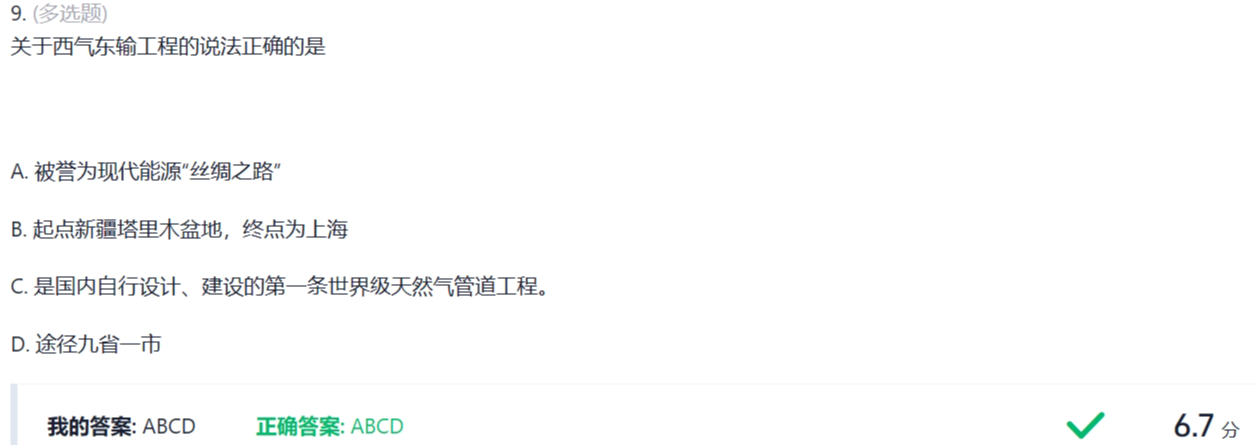 9. (多选题)
关于西气东输工程的说法正确的是
A. 被誉为现代能源“丝绸之路”
B. 起点新疆塔里木盆地，终点为上海
C. 是国内自行设计、建设的第一条世界级天然气管道工程。
D. 途径九省一市
我的答案: ABCD 正确答案: ABCD 6.7 分